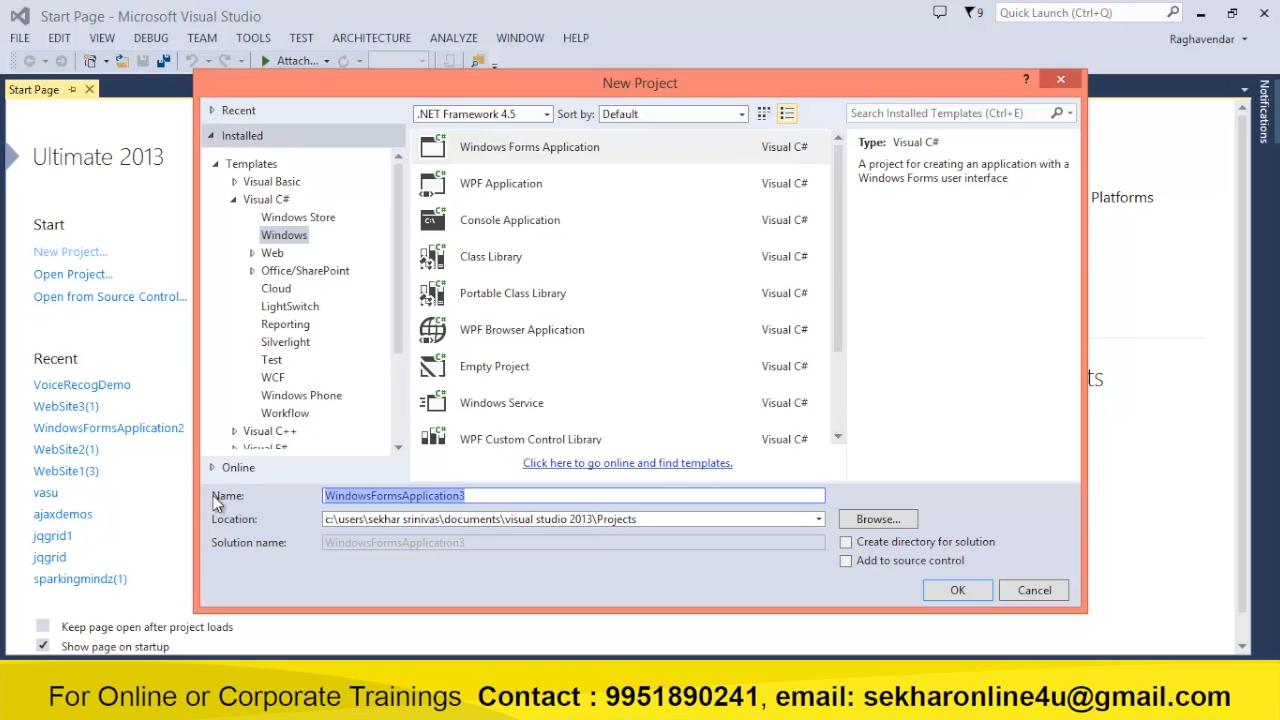 Start Page - Microsoft Visual Studio
9
Quick Launch (Ctrl+Q)
FILE EDIT VIEW DEBUG TEAM TOOLS TEST ARCHITECTURE ANALYZE WINDOW HELP
Raghavendar
Attach...
Start Page
Notifications
Ultimate 2013
Start
New Project...
Open Project...
Open from Source Control...
Recent
VoiceRecogDemo
WebSite3(1)
WindowsFormsApplication2
WebSite2(1)
WebSite1(3)
vasu
ajaxdemos
jqgrid1
jqgrid
sparkingmindz(1)
Keep page open after project loads
Show page on startup
Platforms
ts
New Project
?
Recent
Installed
Templates
Visual Basic
Visual C#
Windows Store
Windows
Web
Office/SharePoint
Cloud
LightSwitch
Reporting
Silverlight
Test
WCF
Windows Phone
Workflow
Visual C++
Visual F#
Online
.NET Framework 4.5
Sort by: Default
Search Installed Templates (Ctrl+E)
Windows Forms Application Visual C#
WPF Application Visual C#
Console Application Visual C#
Class Library Visual C#
Portable Class Library Visual C#
WPF Browser Application Visual C#
Empty Project Visual C#
Windows Service Visual C#
WPF Custom Control Library Visual C#
Click here to go online and find templates.
Type: Visual C#
A project for creating an application with a
Windows Forms user interface
Name: WindowsFormsApplication3
Location: c:\users\sekhar srinivas\documents\visual studio 2013\Projects
Browse...
Solution name: WindowsFormsApplication3
Create directory for solution
Add to source control
OK Cancel
For Online or Corporate Trainings Contact : 9951890241, email: sekharonline4u@gmail.com